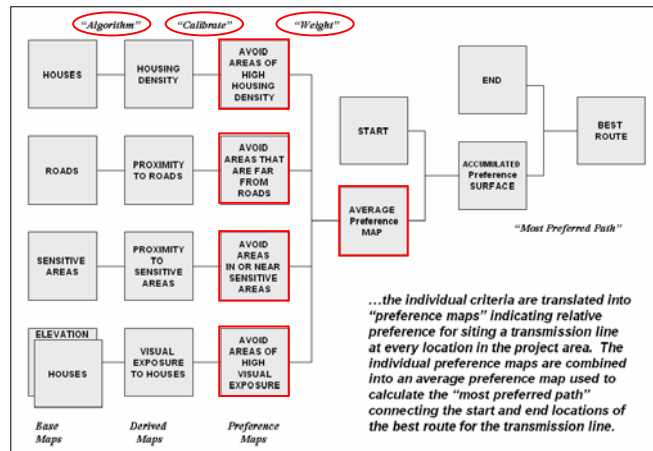 "Algorithm"
"Calibrate"
"Weight"
HOUSES
HOUSING
DENSITY
AVOID
AREAS OF
HIGH
HOUSING
DENSITY
ROADS
PROXIMITY
TO ROADS
AVOID
AREAS THAT
ARE FAR
FROM
ROADS
SENSITIVE
AREAS
PROXIMITY
TO
SENSITIVE
AREAS
AVOID
AREAS
IN OR NEAR
SENSITIVE
AREAS
ELEVATION
HOUSES
VISUAL
EXPOSURE
TO HOUSES
AVOID
AREAS OF
HIGH
VISUAL
EXPOSURE
Base
Maps
Derived Maps
Preference
Maps
START
AVERAGE
Preference
MAP
END
ACCUMULATED
Preference
SURFACE
BEST
ROUTE
"Most Preferred Path"
...the individual criteria are translated into
"preference maps" indicating relative
preference for siting a transmission line
at every location in the project area. The
individual preference maps are combined
into an average preference map used to
calculate the "most preferred path"
connecting the start and end locations of
the best route for the transmission line.